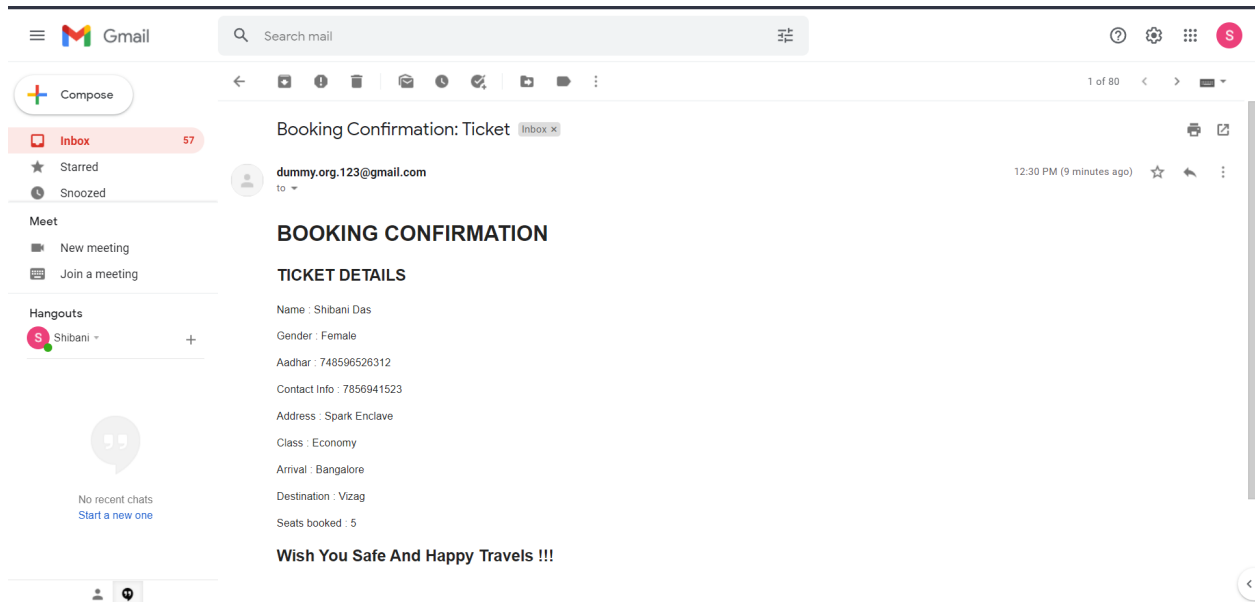 Gmail
Search mail
S
Compose
1 of 80
Inbox 57
Starred
Snoozed
Meet
New meeting
Join a meeting
Hangouts
S Shibani
No recent chats
Start a new one
Booking Confirmation: Ticket Inbox ×
dummy.org.123@gmail.com
12:30 PM (9 minutes ago)
to
BOOKING CONFIRMATION
TICKET DETAILS
Name : Shibani Das
Gender : Female
Aadhar : 748596526312
Contact Info : 7856941523
Address : Spark Enclave
Class : Economy
Arrival : Bangalore
Destination : Vizag
Seats booked : 5
Wish You Safe And Happy Travels !!!